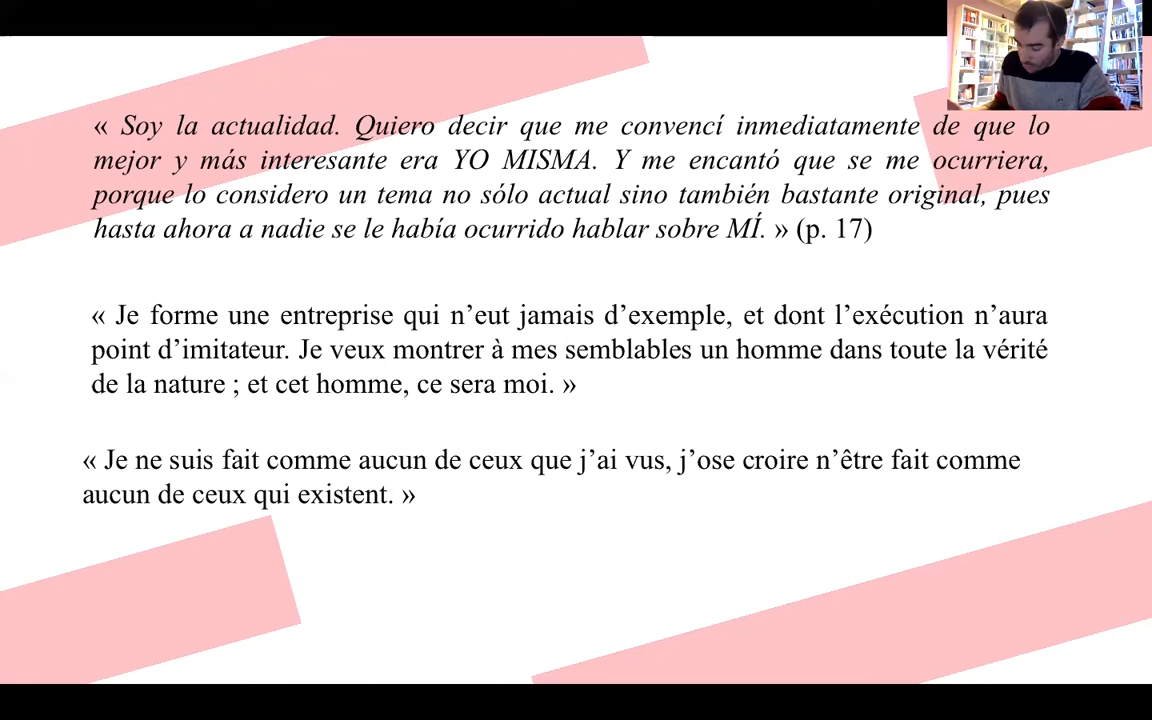 « Soy la actualidad. Quiero decir que me convencí inmediatamente de que lo
mejor y más interesante era YO MISMA. Y me encantó que se me ocurriera,
porque lo considero un tema no sólo actual sino también bastante original, pues
hasta ahora a nadie se le había ocurrido hablar sobre MÍ. » (p. 17)
« Je forme une entreprise qui n’eut jamais d’exemple, et dont l’exécution n’aura
point d’imitateur. Je veux montrer à mes semblables un homme dans toute la vérité
de la nature ; et cet homme, ce sera moi. »
« Je ne suis fait comme aucun de ceux que j’ai vus, j’ose croire n’être fait comme
aucun de ceux qui existent. »